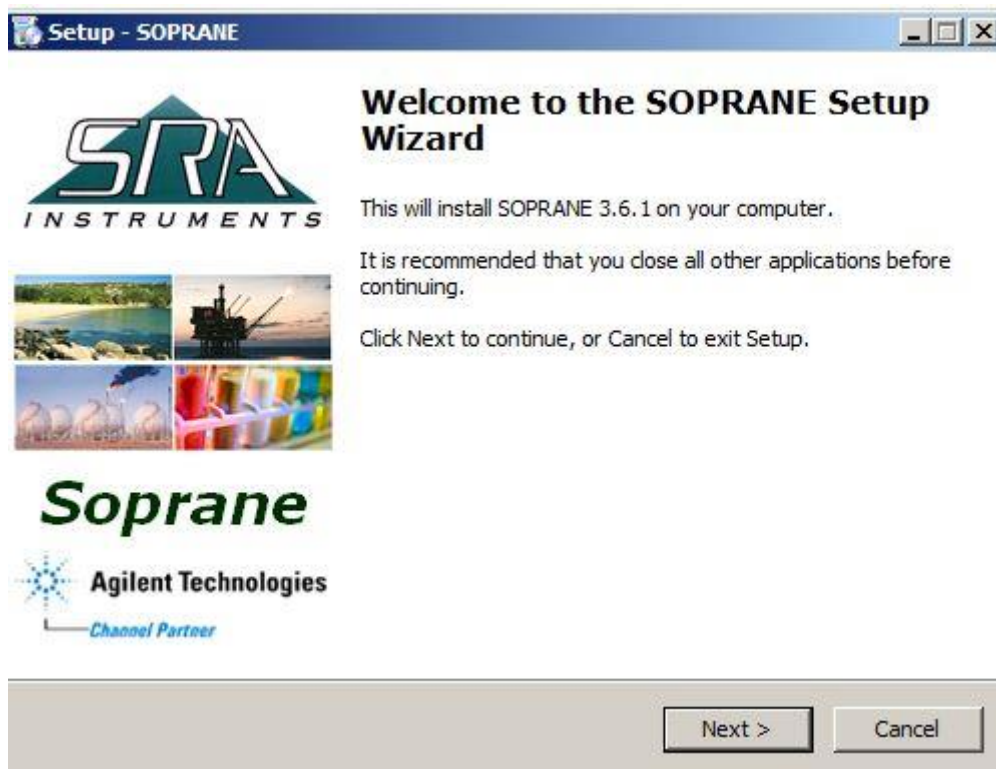 Setup - SOPRANE
SRA
INSTRUMENTS
Soprane
Agilent Technologies
Channel Partner
Welcome to the SOPRANE Setup
Wizard
This will install SOPRANE 3.6.1 on your computer.
It is recommended that you close all other applications before
continuing.
Click Next to continue, or Cancel to exit Setup.
Next >
Cancel